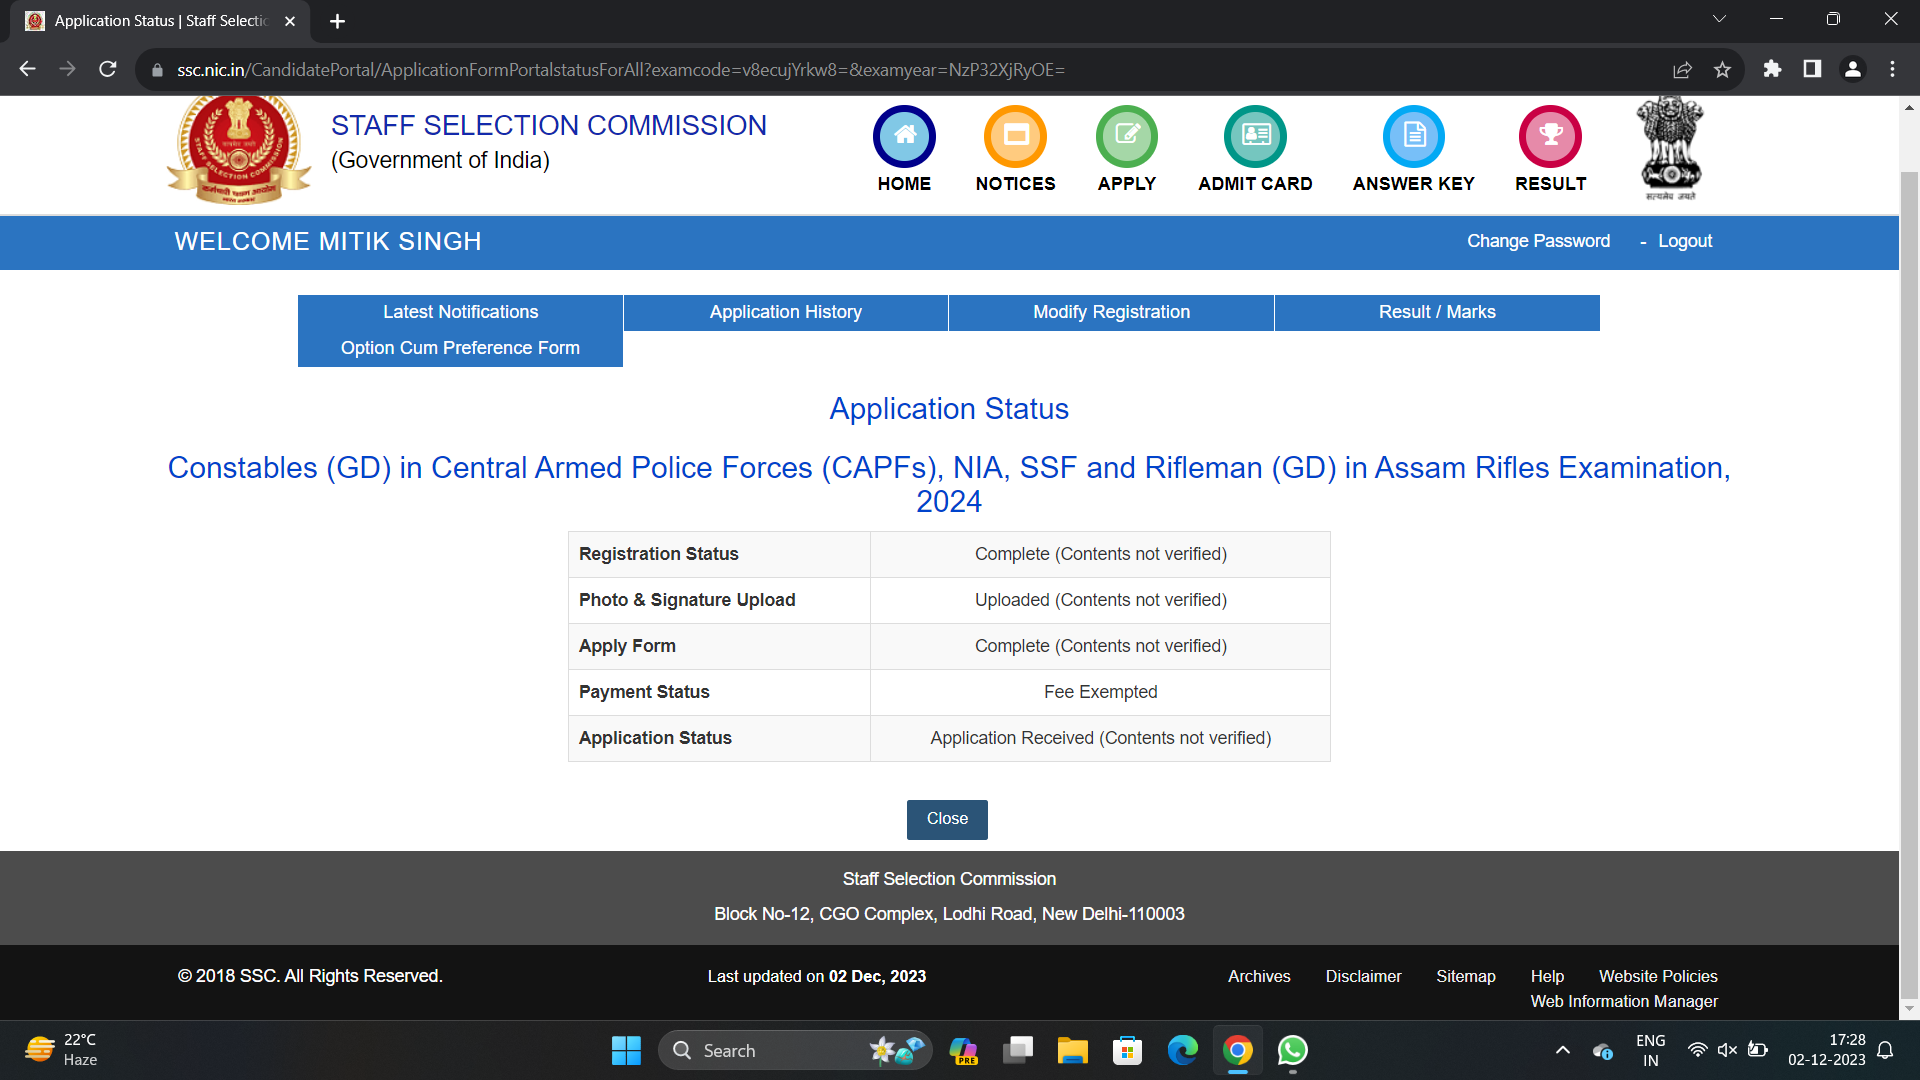 Application Status | Staff Selectio
ssc.nic.in/CandidatePortal/ApplicationFormPortalstatusForAll?examcode=v8ecujYrkw8=&examyear=NzP32XjRyOE=
STAFF SELECTION COMMISSION
(Government of India)
HOME NOTICES APPLY ADMIT CARD ANSWER KEY RESULT
सत्यमेव जयते
WELCOME MITIK SINGH
Change Password - Logout
Latest Notifications Application History Modify Registration Result / Marks
Option Cum Preference Form
Application Status
Constables (GD) in Central Armed Police Forces (CAPFs), NIA, SSF and Rifleman (GD) in Assam Rifles Examination,
2024
Registration Status Complete (Contents not verified)
Photo & Signature Upload Uploaded (Contents not verified)
Apply Form Complete (Contents not verified)
Payment Status Fee Exempted
Application Status Application Received (Contents not verified)
Close
Staff Selection Commission
Block No-12, CGO Complex, Lodhi Road, New Delhi-110003
© 2018 SSC. All Rights Reserved. Last updated on 02 Dec, 2023 Archives Disclaimer Sitemap Help Website Policies
Web Information Manager
22°C
Haze
Search
PRE
ENG
IN
17:28
02-12-2023